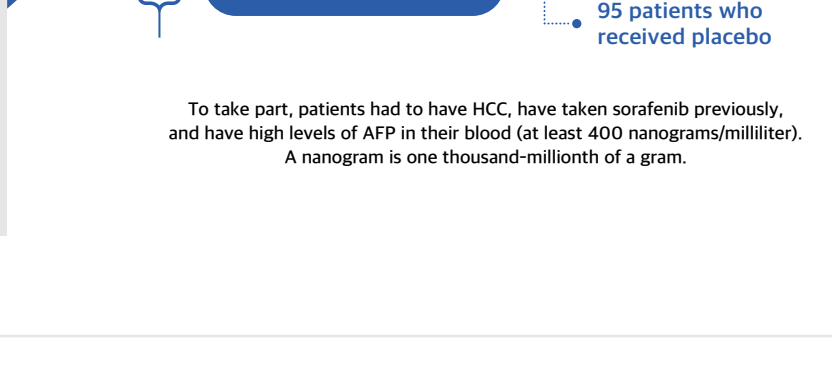 95 patients who
received placebo
To take part, patients had to have HCC, have taken sorafenib previously,
and have high levels of AFP in their blood (at least 400 nanograms/milliliter).
A nanogram is one thousand-millionth of a gram.